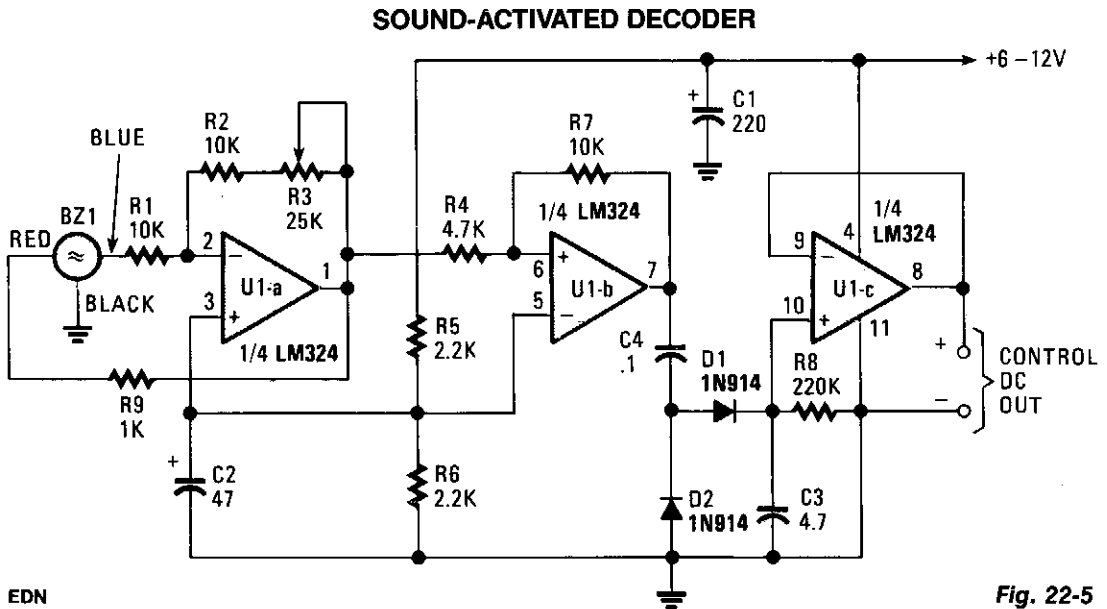 SOUND-ACTIVATED DECODER
+6 –12V
C1
220
+
BLUE
R2
10K
R3
25K
R7
10K
BZ1
R1
10K
RED
BLACK
≈
R4
4.7K
1/4 LM324
1/4
LM324
2
3
1
−
+
U1-a
1/4 LM324
6
5
7
+
−
U1-b
9
10
4
8
11
−
+
U1-c
R5
2.2K
C4
.1
D1
1N914
R8
220K
+
−
CONTROL
DC
OUT
R9
1K
+
C2
47
R6
2.2K
D2
1N914
C3
4.7
EDN
Fig. 22-5